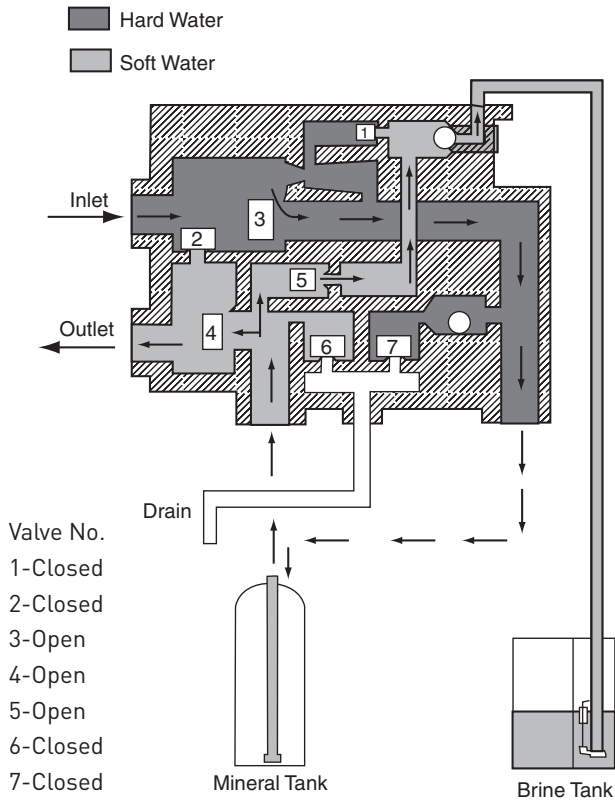 Hard Water
Soft Water
1
Inlet
3
2
5
Outlet
4
6
7
Drain
Valve No.
1-Closed
2-Closed
3-Open
4-Open
5-Open
6-Closed
7-Closed
Mineral Tank
Brine Tank